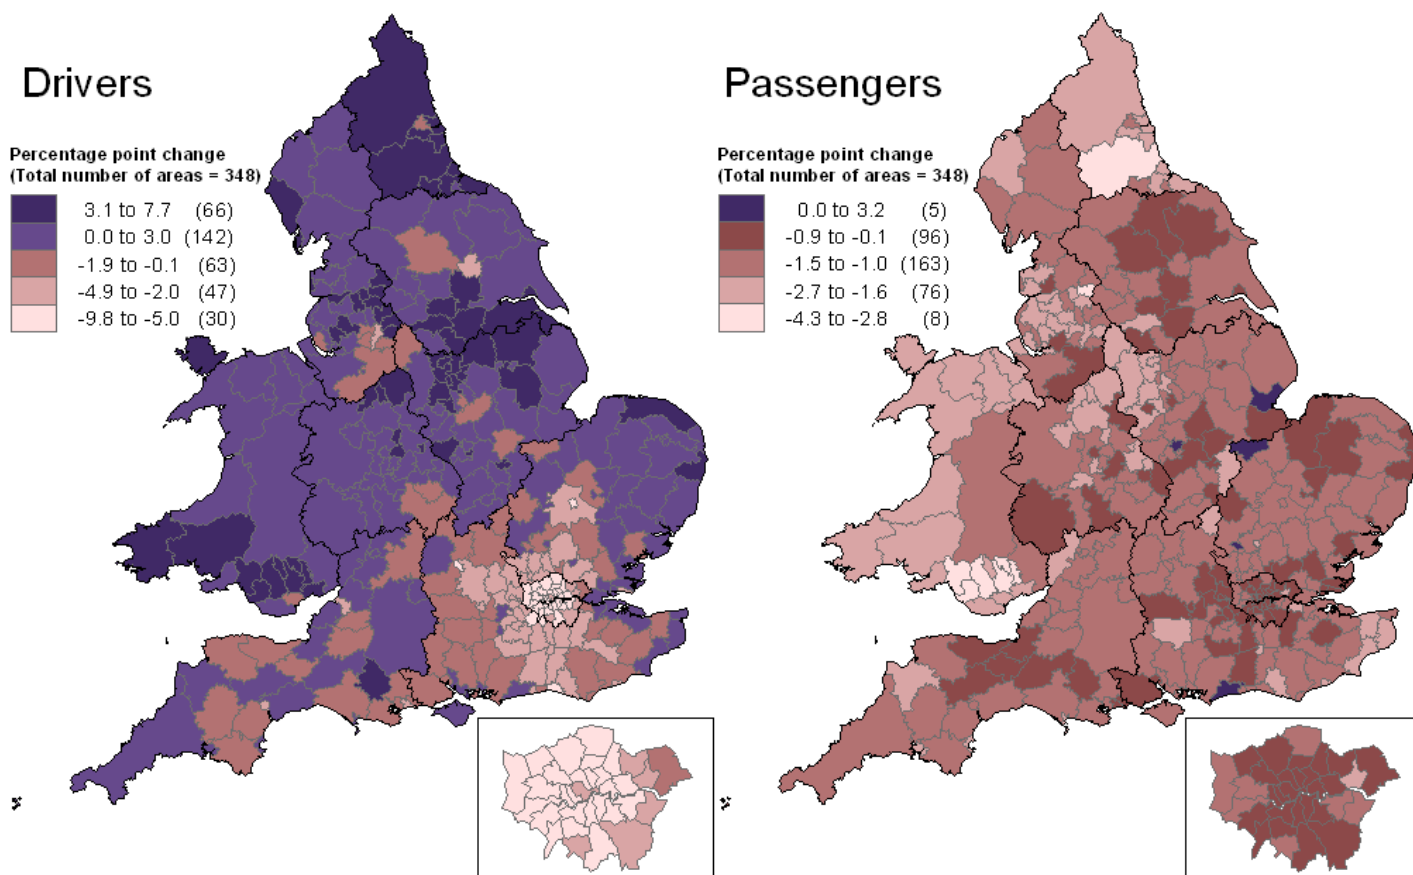 Drivers
Percentage point change
(Total number of areas = 348)
3.1 to 7.7 (66)
0.0 to 3.0 (142)
-1.9 to -0.1 (63)
-4.9 to -2.0 (47)
-9.8 to -5.0 (30)
Passengers
Percentage point change
(Total number of areas = 348)
0.0 to 3.2 (5)
-0.9 to -0.1 (96)
-1.5 to -1.0 (163)
-2.7 to -1.6 (76)
-4.3 to -2.8 (8)